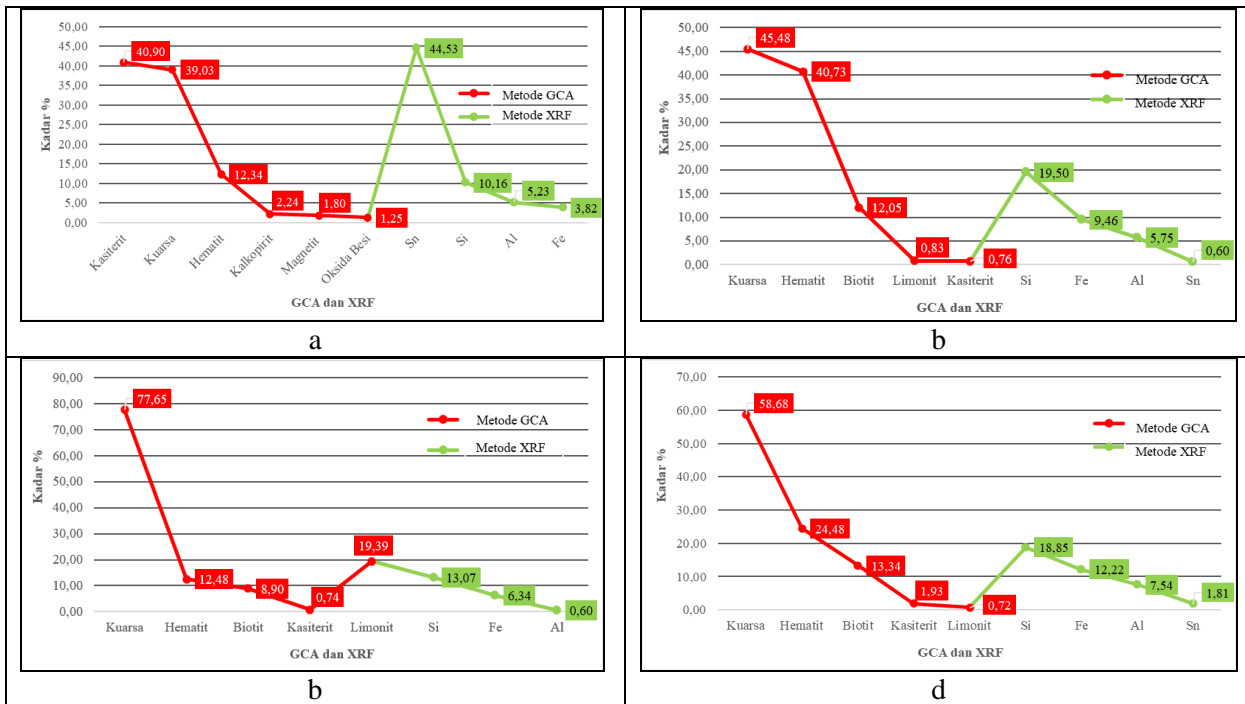 50,00
45,00
40,00
35,00
30,00
25,00
20,00
15,00
10,00
5,00
0,00
Kadar %
40,90
39,03
12,34
2,24
1,80
1,25
44,53
10,16
5,23
3,82
Metode GCA
Metode XRF
Kasiterit
Kuarsa
Hematit
Kalkopirit
Magnetit
Oksida Besi
Sn
Si
Al
Fe
GCA dan XRF
a
50,00
45,00
40,00
35,00
30,00
25,00
20,00
15,00
10,00
5,00
0,00
Kadar %
45,48
40,73
12,05
0,83
0,76
19,50
9,46
5,75
0,60
Metode GCA
Metode XRF
Kuarsa Hematit Biotit Limonit Kasiterit Si Fe Al Sn
GCA dan XRF
b
90,00
80,00
70,00
60,00
50,00
40,00
30,00
20,00
10,00
0,00
Kadar %
77,65
12,48
8,90
0,74
19,39
13,07
6,34
0,60
Metode GCA
Metode XRF
Kuarsa Hematit Biotit Kasiterit Limonit Si Fe Al
GCA dan XRF
b
70,00
60,00
50,00
40,00
30,00
20,00
10,00
0,00
Kadar %
58,68
24,48
13,34
1,93
0,72
18,85
12,22
7,54
1,81
Metode GCA
Metode XRF
Kuarsa Hematit Biotit Kasiterit Limonit Si Fe Al Sn
GCA dan XRF
d